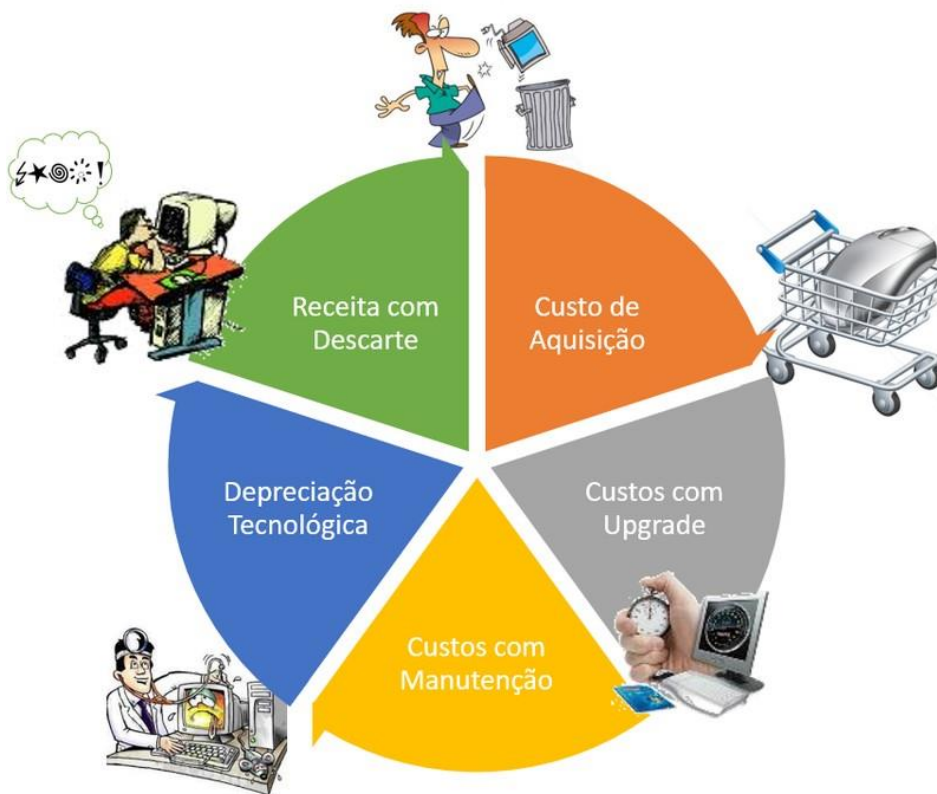 Receita com
Descarte
Custo de
Aquisição
Depreciação
Tecnológica
Custos com
Upgrade
Custos com
Manutenção